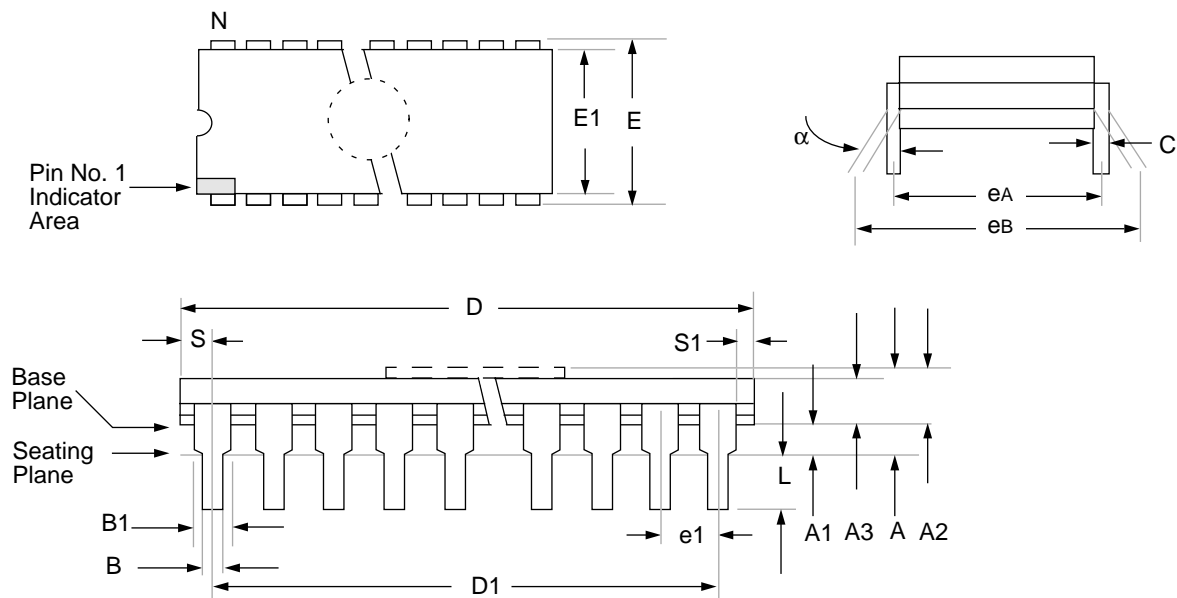 N
E1
E
α
C
eA
eB
Pin No. 1
Indicator
Area
D
S
S1
Base
Plane
Seating
Plane
L
B1
e1
A1
A3
A
A2
B
D1